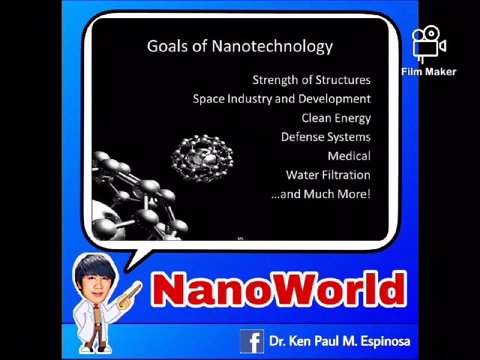 Goals of Nanotechnology
Film Maker
Strength of Structures
Space Industry and Development
Clean Energy
Defense Systems
Medical
Water Filtration
...and Much More!
NanoWorld
f Dr. Ken Paul M. Espinosa